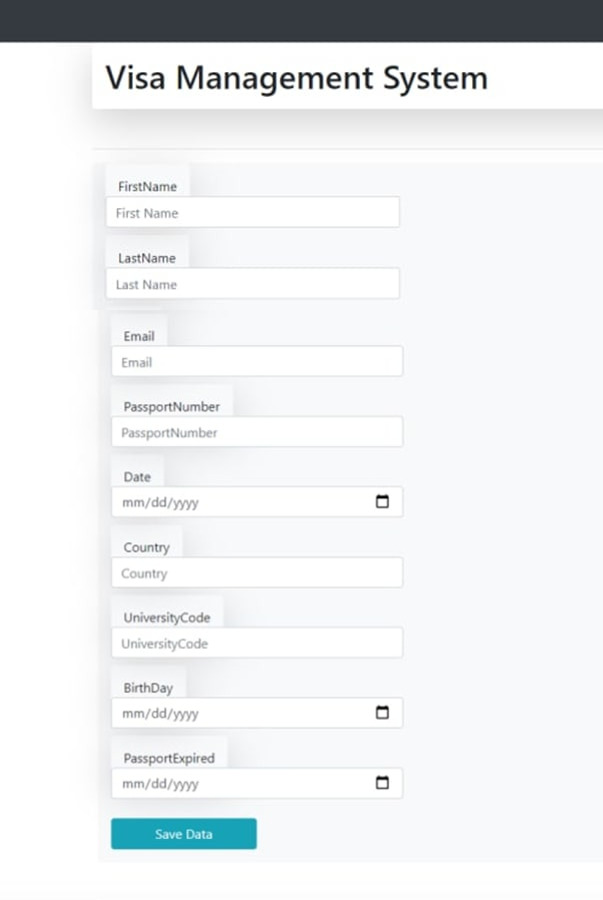 Visa Management System
FirstName
First Name
LastName
Last Name
Email
Email
PassportNumber
PassportNumber
Date
mm/dd/yyyy
Country
Country
UniversityCode
UniversityCode
BirthDay
mm/dd/yyyy
PassportExpired
mm/dd/yyyy
Save Data